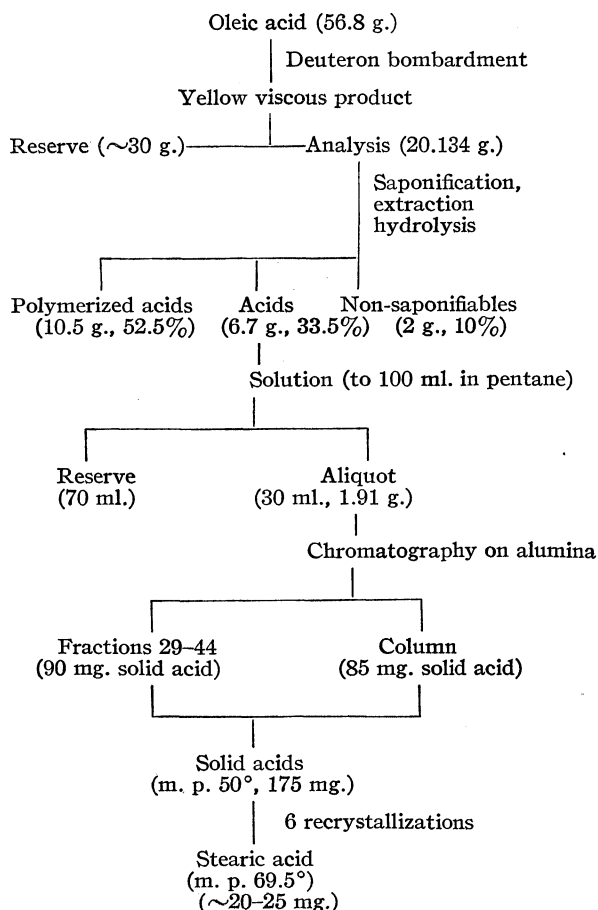 Oleic acid (56.8 g.)
Deuteron bombardment
Yellow viscous product
Reserve (~30 g.)
Analysis (20.134 g.)
Saponification,
extraction
hydrolysis
Polymerized acids
(10.5 g., 52.5%)
Acids
(6.7 g., 33.5%)
Non-saponifiables
(2 g., 10%)
Solution (to 100 ml. in pentane)
Reserve
(70 ml.)
Aliquot
(30 ml., 1.91 g.)
Chromatography on alumina
Fractions 29–44
(90 mg. solid acid)
Column
(85 mg. solid acid)
Solid acids
(m. p. 50°, 175 mg.)
6 recrystallizations
Stearic acid
(m. p. 69.5°)
(~20–25 mg.)